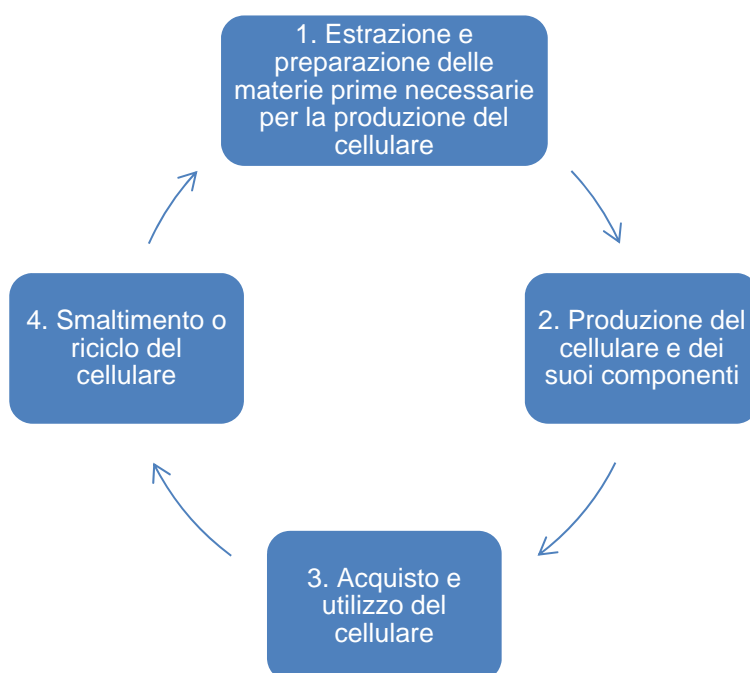 1. Estrazione e
preparazione delle
materie prime necessarie
per la produzione del
cellulare
2. Produzione del
cellulare e dei
suoi componenti
3. Acquisto e
utilizzo del
cellulare
4. Smaltimento o
riciclo del
cellulare